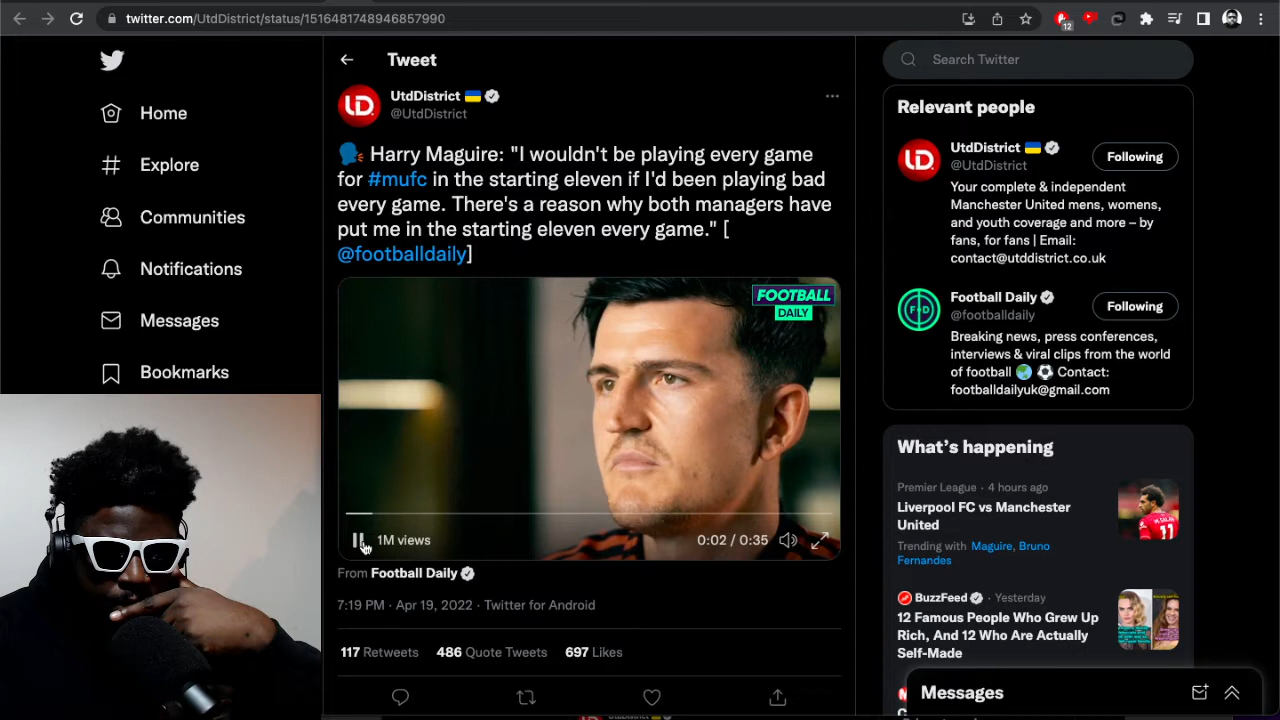 twitter.com/UtdDistrict/status/1516481748946857990
12
Home
Explore
Communities
Notifications
Messages
Bookmarks
Tweet
UtdDistrict 🇺🇦
@UtdDistrict
🗣️ Harry Maguire: "I wouldn't be playing every game
for #mufc in the starting eleven if I'd been playing bad
every game. There's a reason why both managers have
put me in the starting eleven every game." [
@footballdaily]
FOOTBALL
DAILY
1M views
0:02 / 0:35
From Football Daily
7:19 PM · Apr 19, 2022 · Twitter for Android
117 Retweets 486 Quote Tweets 697 Likes
Search Twitter
Relevant people
UtdDistrict 🇺🇦
@UtdDistrict
Following
Your complete & independent
Manchester United mens, womens,
and youth coverage and more – by
fans, for fans | Email:
contact@utddistrict.co.uk
Football Daily
@footballdaily
Following
Breaking news, press conferences,
interviews & viral clips from the world
of football 🌏 ⚽ Contact:
footballdailyuk@gmail.com
What's happening
Premier League · 4 hours ago
Liverpool FC vs Manchester
United
Trending with Maguire, Bruno
Fernandes
BuzzFeed · Yesterday
12 Famous People Who Grew Up
Rich, And 12 Who Are Actually
Self-Made
Messages